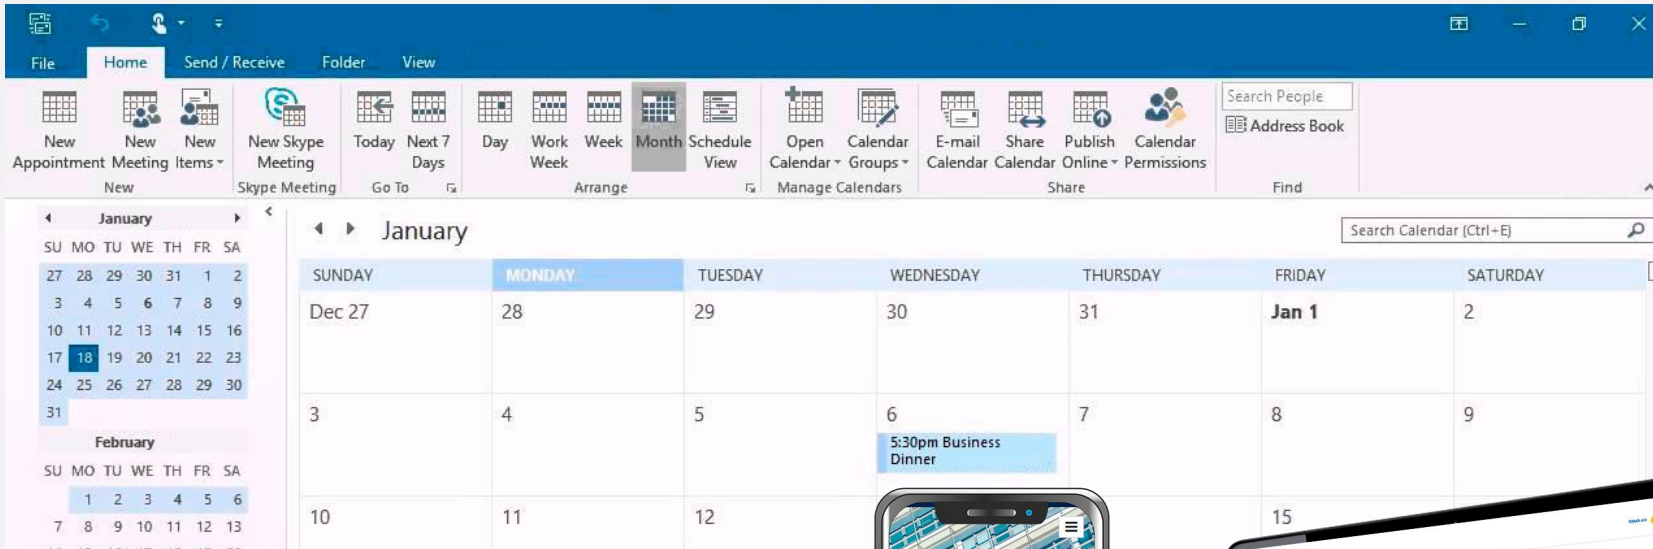 File Home Send / Receive Folder View
New Appointment
New Meeting
New Items
New Skype Meeting
Today
Next 7 Days
Day
Work Week
Week
Month
Schedule View
Open Calendar
Calendar Groups
E-mail Calendar
Share Calendar
Publish Online
Calendar Permissions
Search People
Address Book
New Skype Meeting Go To Arrange Manage Calendars Share Find
January
SU MO TU WE TH FR SA
27 28 29 30 31 1 2
3 4 5 6 7 8 9
10 11 12 13 14 15 16
17 18 19 20 21 22 23
24 25 26 27 28 29 30
31
February
SU MO TU WE TH FR SA
1 2 3 4 5 6
7 8 9 10 11 12 13
January
Search Calendar (Ctrl+E)
SUNDAY MONDAY TUESDAY WEDNESDAY THURSDAY FRIDAY SATURDAY
Dec 27 28 29 30 31 Jan 1 2
3 4 5 6 7 8 9
5:30pm Business
Dinner
10 11 12 15